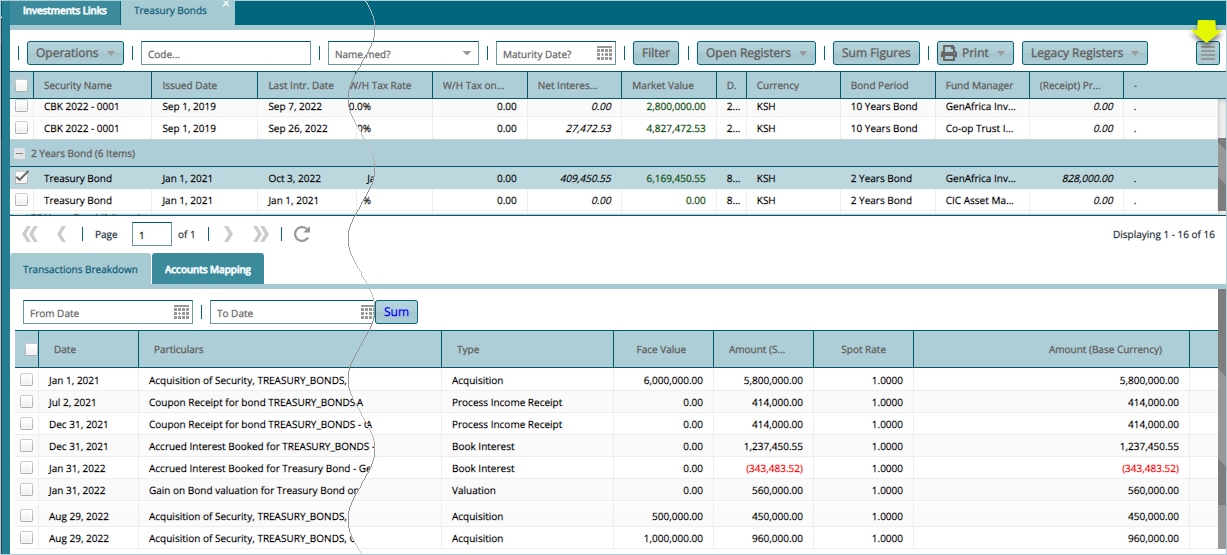 Investments Links Treasury Bonds
Operations Code... Name med? Maturity Date? Filter Open Registers Sum Figures Print Legacy Registers
Security Name Issued Date Last Intr. Date W/H Tax Rate W/H Tax on... Net Interes... Market Value D. Currency Bond Period Fund Manager (Receipt) Pr... -
CBK 2022 - 0001 Sep 1, 2019 Sep 7, 2022 0.0% 0.00 0.00 2,800,000.00 2... KSH 10 Years Bond GenAfrica Inv... 0.00 .
CBK 2022 - 0001 Sep 1, 2019 Sep 26, 2022 0% 0.00 27,472.53 4,827,472.53 2... KSH 10 Years Bond Co-op Trust I... 0.00 .
2 Years Bond (6 Items)
Treasury Bond Jan 1, 2021 Oct 3, 2022 0.00 409,450.55 6,169,450.55 8... KSH 2 Years Bond GenAfrica Inv... 828,000.00 .
Treasury Bond Jan 1, 2021 Jan 1, 2021 % 0.00 0.00 0.00 8... KSH 2 Years Bond CIC Asset Ma... 0.00 .
Page 1 of 1 Displaying 1 - 16 of 16
Transactions Breakdown Accounts Mapping
From Date To Date Sum
Date Particulars Type Face Value Amount (S... Spot Rate Amount (Base Currency)
Jan 1, 2021 Acquisition of Security, TREASURY_BONDS, Acquisition 6,000,000.00 5,800,000.00 1.0000 5,800,000.00
Jul 2, 2021 Coupon Receipt for bond TREASURY_BONDS A Process Income Receipt 0.00 414,000.00 1.0000 414,000.00
Dec 31, 2021 Coupon Receipt for bond TREASURY_BONDS - Process Income Receipt 0.00 414,000.00 1.0000 414,000.00
Dec 31, 2021 Accrued Interest Booked for TREASURY_BONDS - Book Interest 0.00 1,237,450.55 1.0000 1,237,450.55
Jan 31, 2022 Accrued Interest Booked for Treasury Bond - Ge Book Interest 0.00 (343,483.52) 1.0000 (343,483.52)
Jan 31, 2022 Gain on Bond valuation for Treasury Bond on Valuation 0.00 560,000.00 1.0000 560,000.00
Aug 29, 2022 Acquisition of Security, TREASURY_BONDS, Acquisition 500,000.00 450,000.00 1.0000 450,000.00
Aug 29, 2022 Acquisition of Security, TREASURY_BONDS, Acquisition 1,000,000.00 960,000.00 1.0000 960,000.00